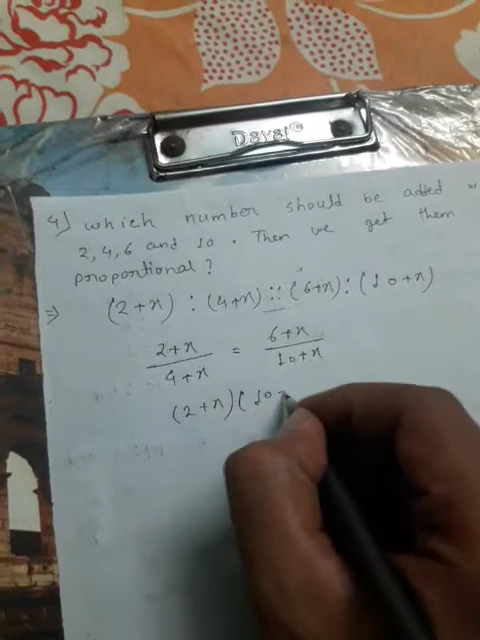 Dayal©
4) which number should be added w
2, 4, 6 and 10. Then we get them
proportional?
⇒ (2+x) : (4+x) :: (6+x) : (10+x)
2+x/4+x = 6+x/10+x
(2+x)(10